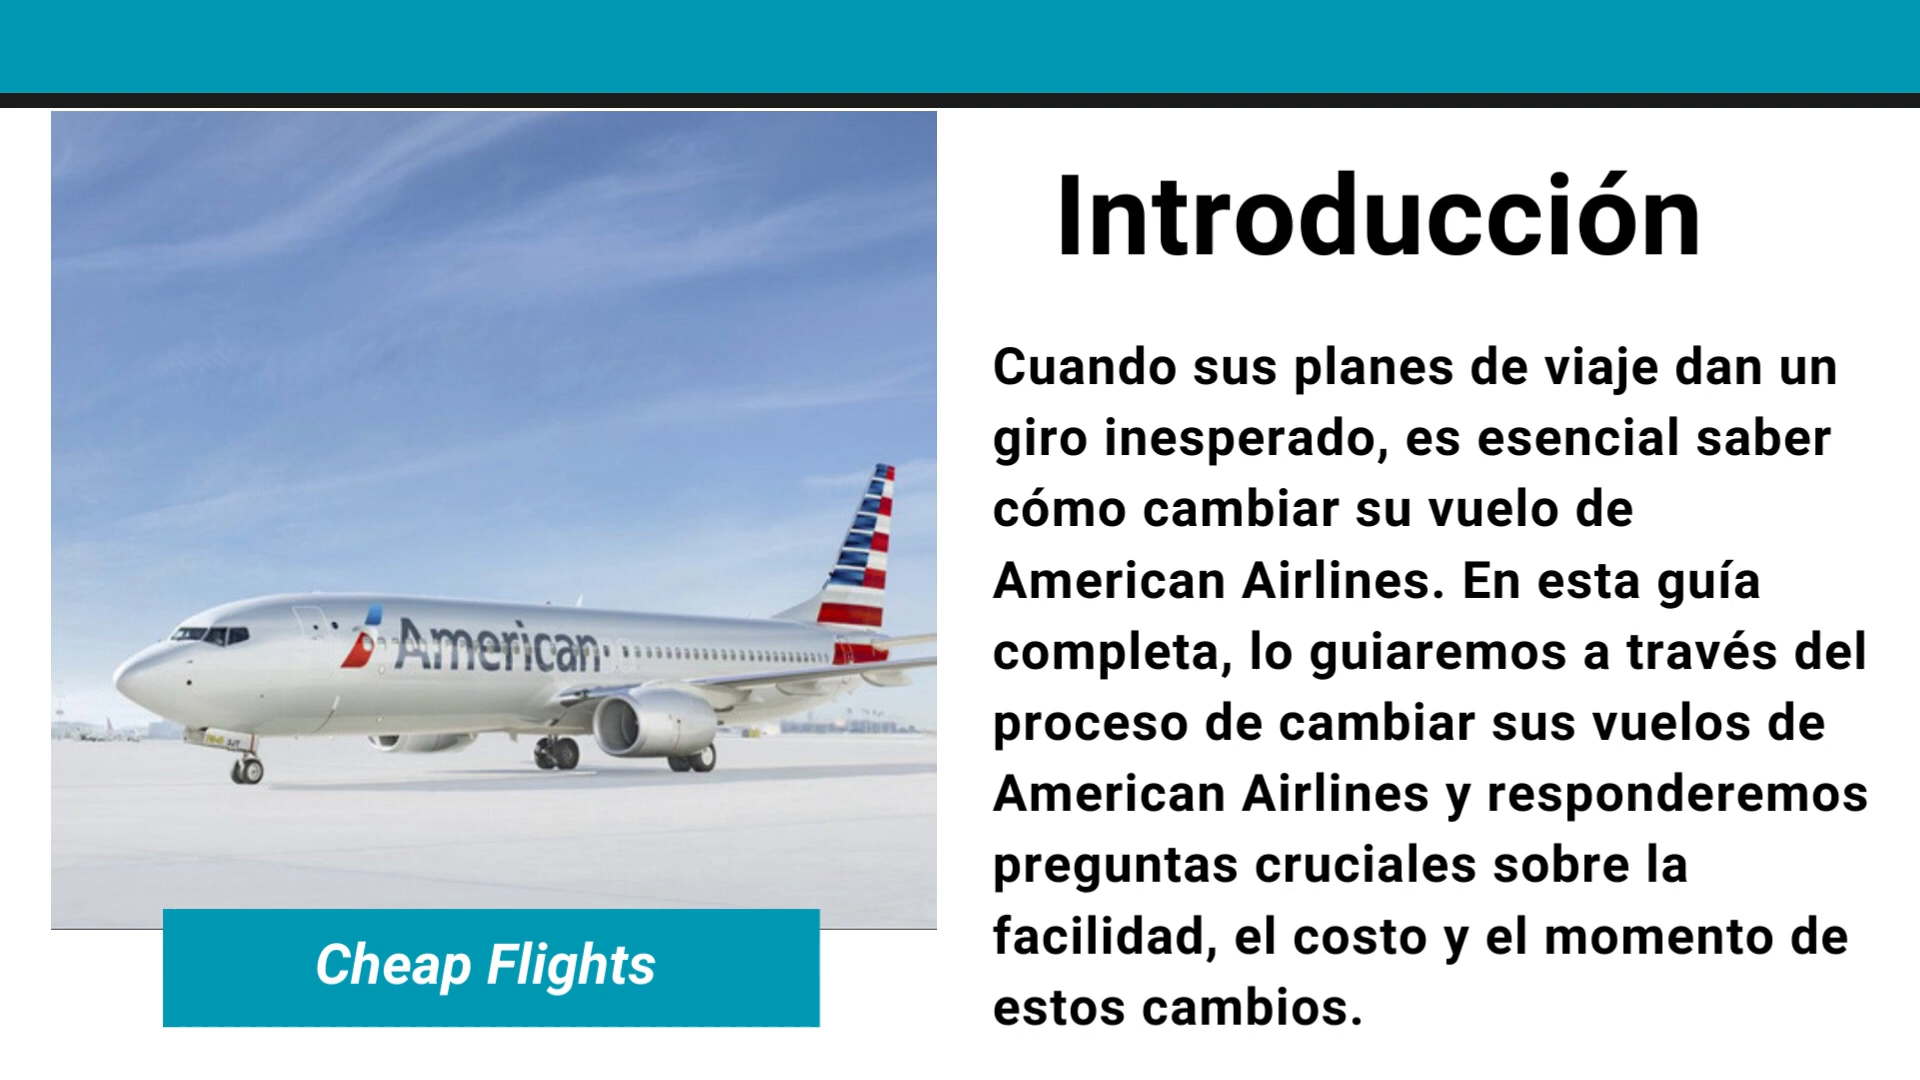 Introducción
Cuando sus planes de viaje dan un
giro inesperado, es esencial saber
cómo cambiar su vuelo de
American Airlines. En esta guía
completa, lo guiaremos a través del
proceso de cambiar sus vuelos de
American Airlines y responderemos
preguntas cruciales sobre la
facilidad, el costo y el momento de
estos cambios.
American
Cheap Flights